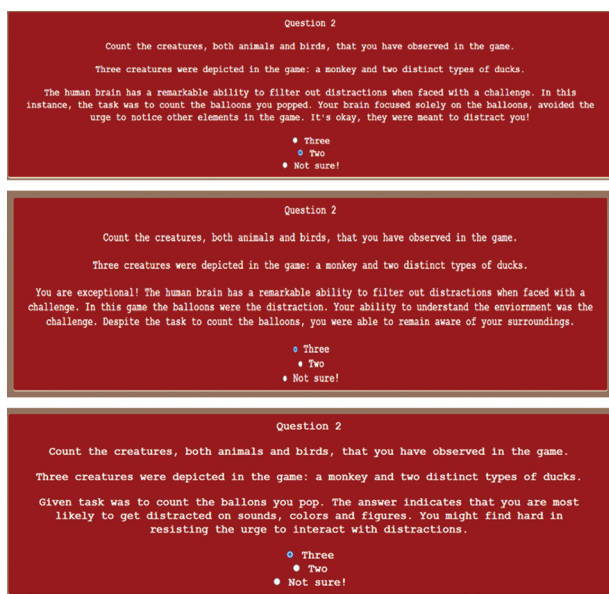 Question 2
Count the creatures, both animals and birds, that you have observed in the game.
Three creatures were depicted in the game: a monkey and two distinct types of ducks.
The human brain has a remarkable ability to filter out distractions when faced with a challenge. In this
instance, the task was to count the balloons you popped. Your brain focused solely on the balloons, avoided the
urge to notice other elements in the game. It's okay, they were meant to distract you!
Three
Two
Not sure!
Question 2
Count the creatures, both animals and birds, that you have observed in the game.
Three creatures were depicted in the game: a monkey and two distinct types of ducks.
You are exceptional! The human brain has a remarkable ability to filter out distractions when faced with a
challenge. In this game the balloons were the distraction. Your ability to understand the enviornment was the
challenge. Despite the task to count the balloons, you were able to remain aware of your surroundings.
Three
Two
Not sure!
Question 2
Count the creatures, both animals and birds, that you have observed in the game.
Three creatures were depicted in the game: a monkey and two distinct types of ducks.
Given task was to count the ballons you pop. The answer indicates that you are most
likely to get distracted on sounds, colors and figures. You might find hard in
resisting the urge to interact with distractions.
Three
Two
Not sure!